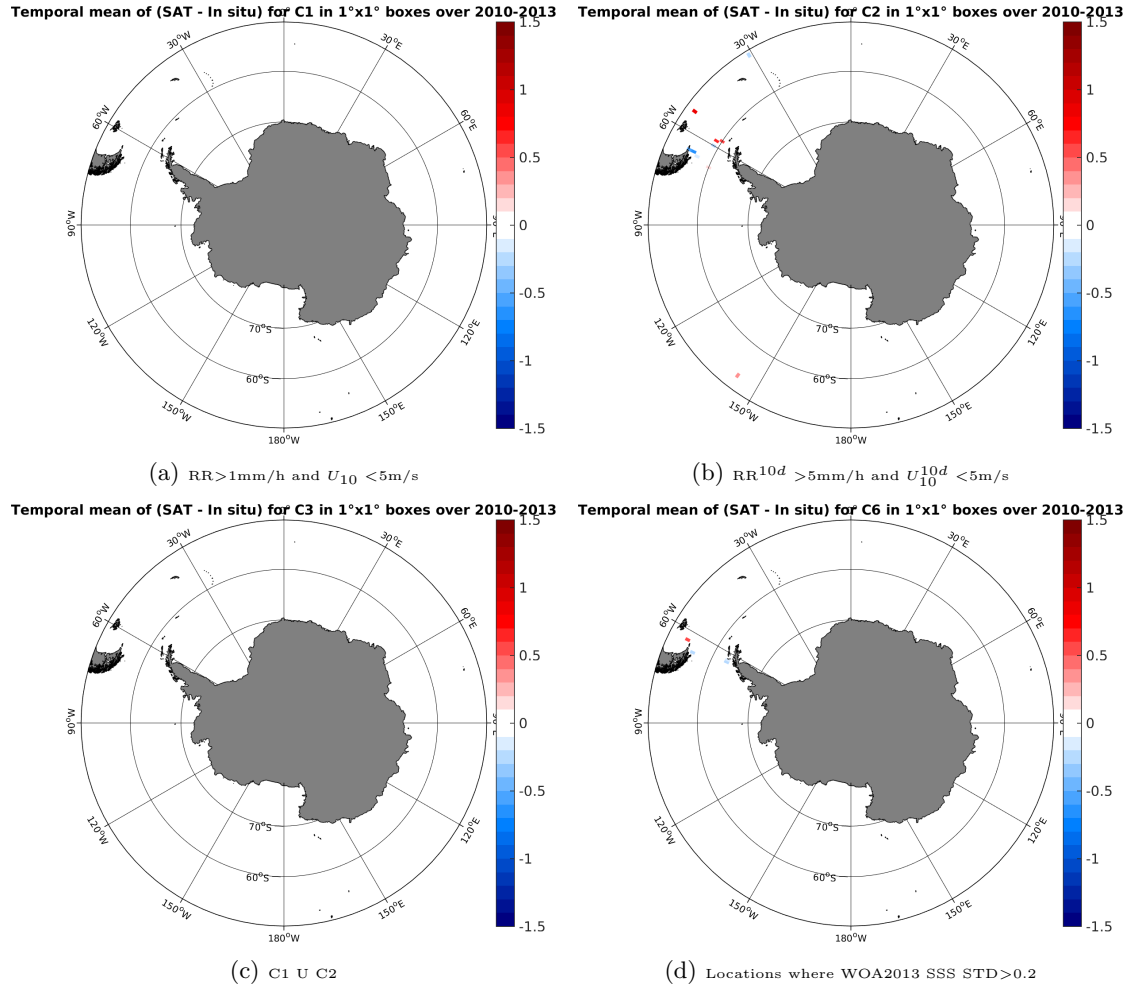 Temporal mean of (SAT - In situ) for C1 in 1°x1° boxes over 2010-2013
30°W
30°E
60°W
60°E
90°W
120°W
120°E
150°W
150°E
180°W
70°S
60°S
1.5
1
0.5
0
-0.5
-1
-1.5
(a) RR>1mm/h and U10 <5m/s
Temporal mean of (SAT - In situ) for C2 in 1°x1° boxes over 2010-2013
30°W
30°E
60°W
60°E
90°W
120°W
120°E
150°W
150°E
180°W
70°S
60°S
1.5
1
0.5
0
-0.5
-1
-1.5
(b) RR^10d >5mm/h and U10^10d <5m/s
Temporal mean of (SAT - In situ) for C3 in 1°x1° boxes over 2010-2013
30°W
30°E
60°W
60°E
90°W
120°W
120°E
150°W
150°E
180°W
70°S
60°S
1.5
1
0.5
0
-0.5
-1
-1.5
(c) C1 U C2
Temporal mean of (SAT - In situ) for C6 in 1°x1° boxes over 2010-2013
30°W
30°E
60°W
60°E
90°W
120°W
120°E
150°W
150°E
180°W
70°S
60°S
1.5
1
0.5
0
-0.5
-1
-1.5
(d) Locations where WOA2013 SSS STD>0.2